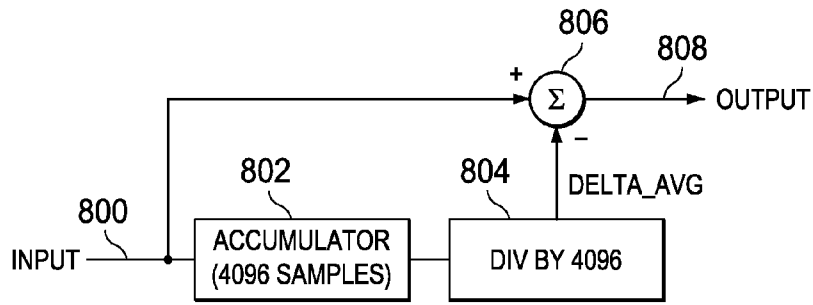 806
808
+
Σ
OUTPUT
−
802
804
DELTA_AVG
800
INPUT
ACCUMULATOR
(4096 SAMPLES)
DIV BY 4096